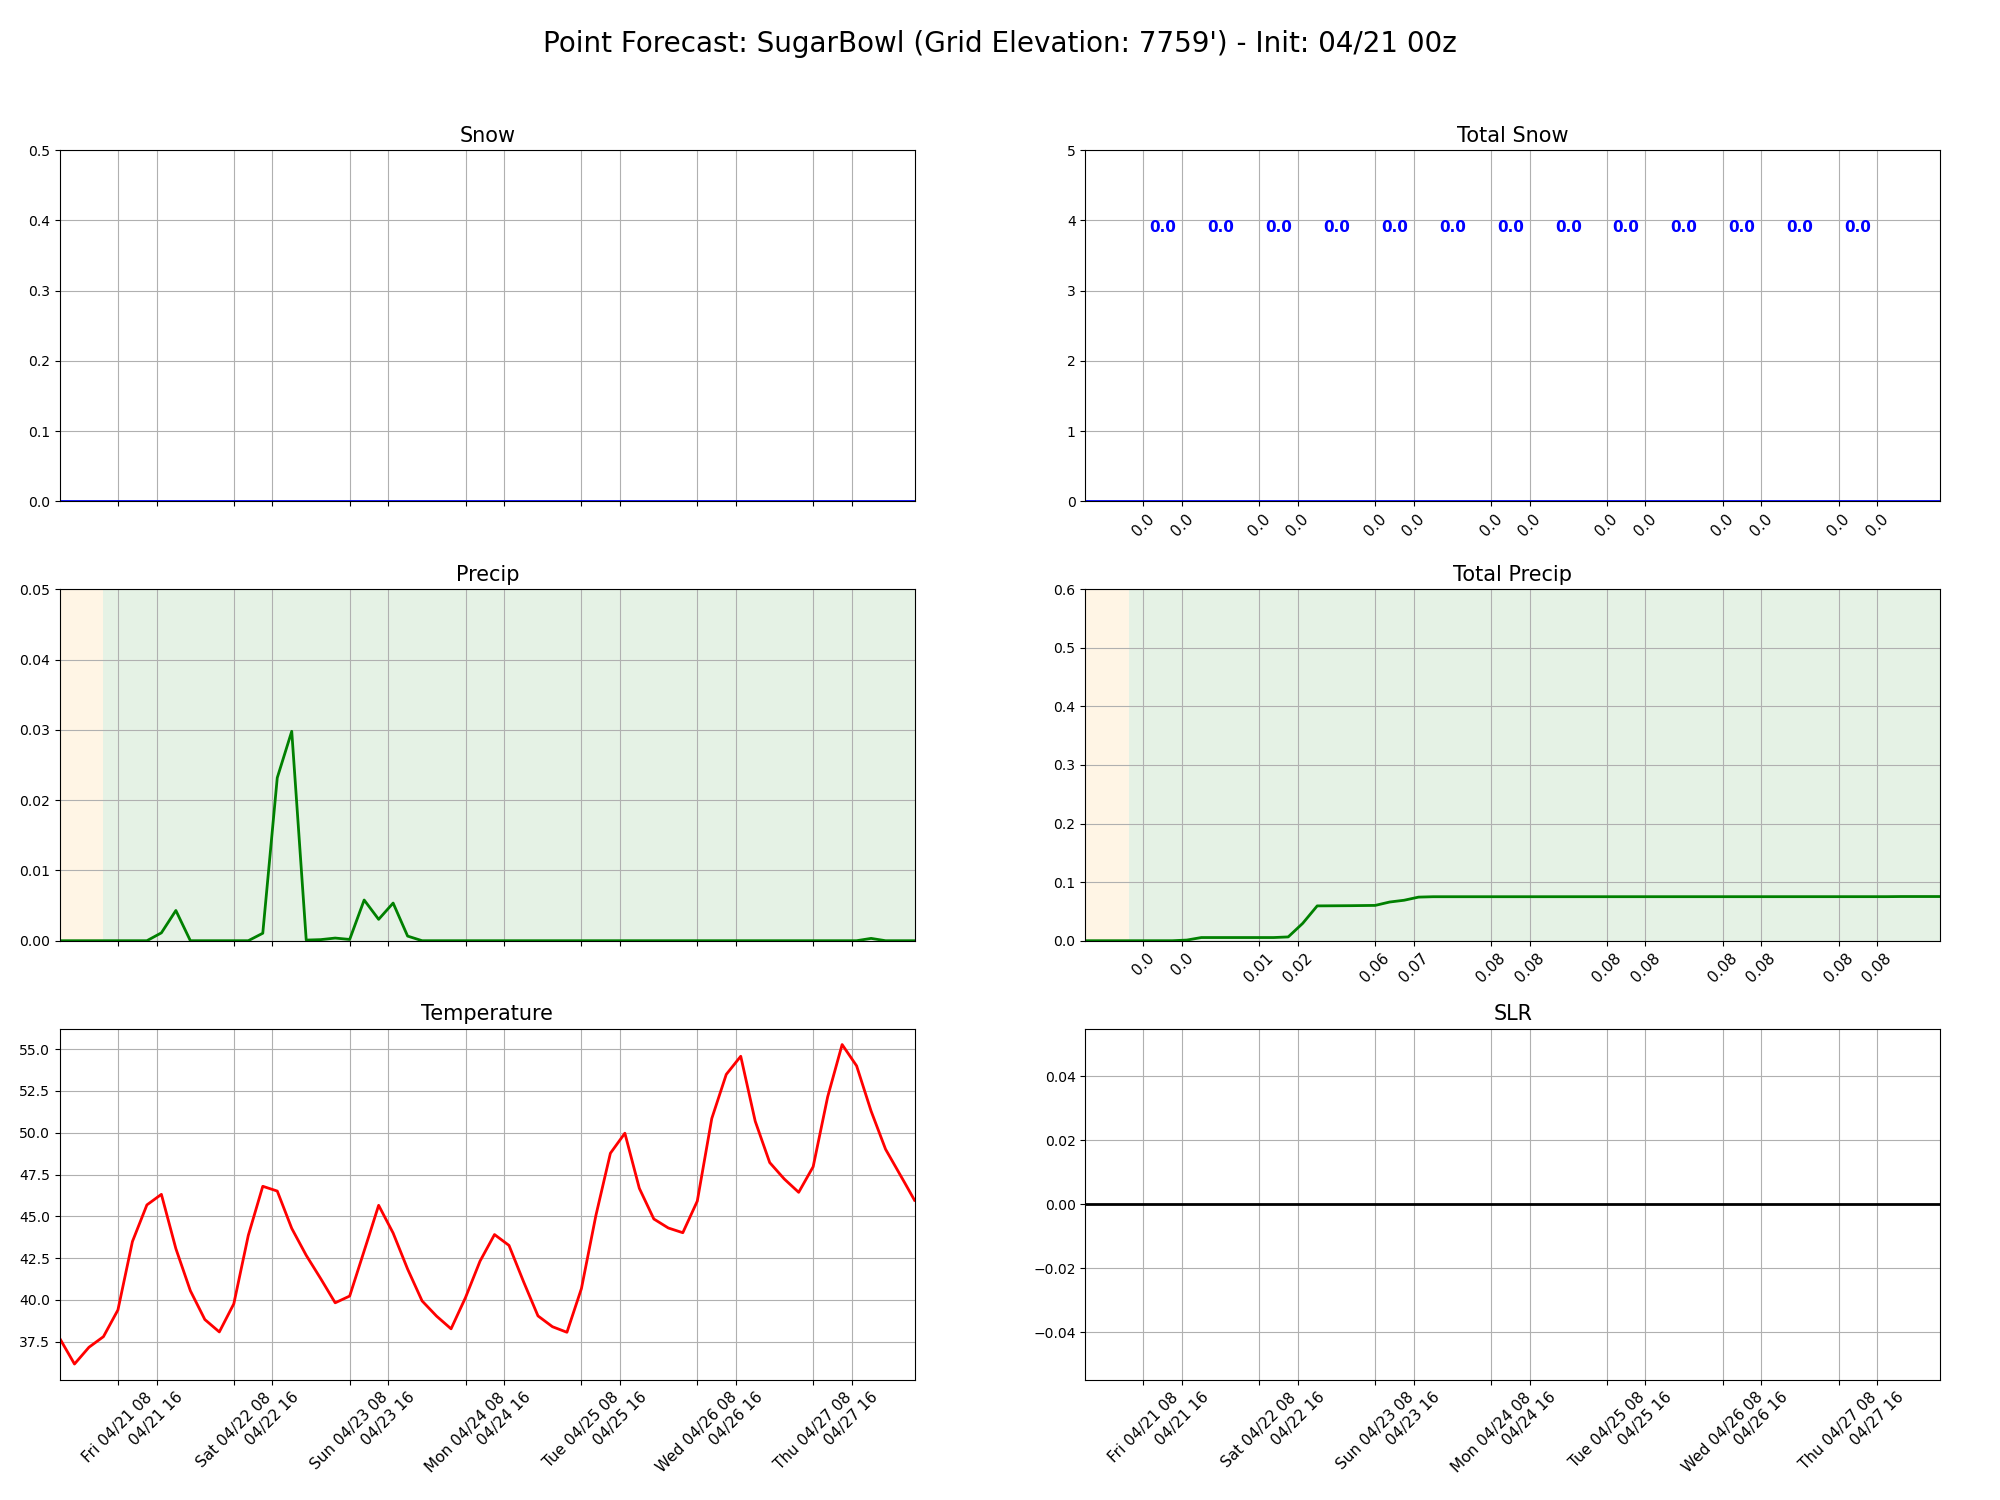 Point Forecast: SugarBowl (Grid Elevation: 7759') - Init: 04/21 00z
Snow
0.5
0.4
0.3
0.2
0.1
0.0
Total Snow
5
4
3
2
1
0
0.0 0.0 0.0 0.0 0.0 0.0 0.0 0.0 0.0 0.0 0.0 0.0 0.0
0.0 0.0 0.0 0.0 0.0 0.0 0.0 0.0 0.0 0.0 0.0 0.0 0.0 0.0
Precip
0.05
0.04
0.03
0.02
0.01
0.00
Total Precip
0.6
0.5
0.4
0.3
0.2
0.1
0.0
0.0 0.0 0.01 0.02 0.06 0.07 0.08 0.08 0.08 0.08 0.08 0.08 0.08 0.08
Temperature
55.0
52.5
50.0
47.5
45.0
42.5
40.0
37.5
Fri 04/21 08
04/21 16
Sat 04/22 08
04/22 16
Sun 04/23 08
04/23 16
Mon 04/24 08
04/24 16
Tue 04/25 08
04/25 16
Wed 04/26 08
04/26 16
Thu 04/27 08
04/27 16
SLR
0.04
0.02
0.00
−0.02
−0.04
Fri 04/21 08
04/21 16
Sat 04/22 08
04/22 16
Sun 04/23 08
04/23 16
Mon 04/24 08
04/24 16
Tue 04/25 08
04/25 16
Wed 04/26 08
04/26 16
Thu 04/27 08
04/27 16